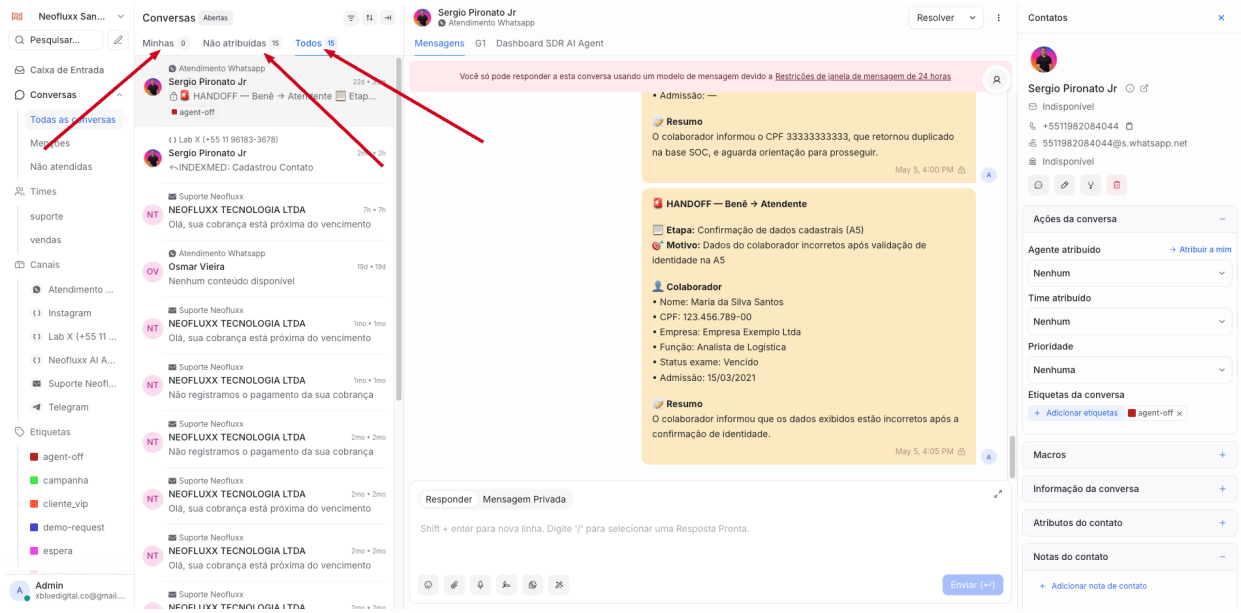 Neofluxx San...
Pesquisar...
Caixa de Entrada
Conversas
Todas as conversas
Menções
Não atendidas
Times
suporte
vendas
Canais
Atendimento ...
Instagram
Lab X (+55 11 ...
Neofluxx AI A...
Suporte Neofl...
Telegram
Etiquetas
agent-off
campanha
cliente_vip
demo-request
espera
Admin
xbluedigital.co@gmail....
Conversas Abertas
Minhas 0 Não atribuídas 15 Todos 15
Atendimento Whatsapp
Sergio Pironato Jr 22d •
HANDOFF — Benê → Atendente Etap...
agent-off
Lab X (+55 11 96183-3678)
Sergio Pironato Jr 2h
INDEXMED: Cadastrou Contato
Suporte Neofluxx
NT NEOFLUXX TECNOLOGIA LTDA 7h • 7h
Olá, sua cobrança está próxima do vencimento
Atendimento Whatsapp
OV Osmar Vieira 19d • 19d
Nenhum conteúdo disponível
Suporte Neofluxx
NT NEOFLUXX TECNOLOGIA LTDA 1mo • 1mo
Olá, sua cobrança está próxima do vencimento
Suporte Neofluxx
NT NEOFLUXX TECNOLOGIA LTDA 1mo • 1mo
Não registramos o pagamento da sua cobrança
Suporte Neofluxx
NT NEOFLUXX TECNOLOGIA LTDA 2mo • 2mo
Não registramos o pagamento da sua cobrança
Suporte Neofluxx
NT NEOFLUXX TECNOLOGIA LTDA 2mo • 2mo
Olá, sua cobrança está próxima do vencimento
Suporte Neofluxx
NT NEOFLUXX TECNOLOGIA LTDA 2mo • 2mo
Olá, sua cobrança está próxima do vencimento
Suporte Neofluxx
NEOFLUXX TECNOLOGIA LTDA 2mo • 2mo
Sergio Pironato Jr
Atendimento Whatsapp
Resolver
Mensagens G1 Dashboard SDR AI Agent
Você só pode responder a esta conversa usando um modelo de mensagem devido a Restrições de janela de mensagem de 24 horas
• Admissão: —
Resumo
O colaborador informou o CPF 33333333333, que retornou duplicado
na base SOC, e aguarda orientação para prosseguir.
May 5, 4:00 PM
A
HANDOFF — Benê → Atendente
Etapa: Confirmação de dados cadastrais (A5)
Motivo: Dados do colaborador incorretos após validação de
identidade na A5
Colaborador
• Nome: Maria da Silva Santos
• CPF: 123.456.789-00
• Empresa: Empresa Exemplo Ltda
• Função: Analista de Logística
• Status exame: Vencido
• Admissão: 15/03/2021
Resumo
O colaborador informou que os dados exibidos estão incorretos após a
confirmação de identidade.
May 5, 4:05 PM
A
Responder Mensagem Privada
Shift + enter para nova linha. Digite '/' para selecionar uma Resposta Pronta.
Enviar (↵)
Contatos
Sergio Pironato Jr
Indisponível
+5511982084044
5511982084044@s.whatsapp.net
Indisponível
Ações da conversa
Agente atribuído → Atribuir a mim
Nenhum
Time atribuído
Nenhum
Prioridade
Nenhuma
Etiquetas da conversa
+ Adicionar etiquetas agent-off ×
Macros
Informação da conversa
Atributos do contato
Notas do contato
+ Adicionar nota de contato